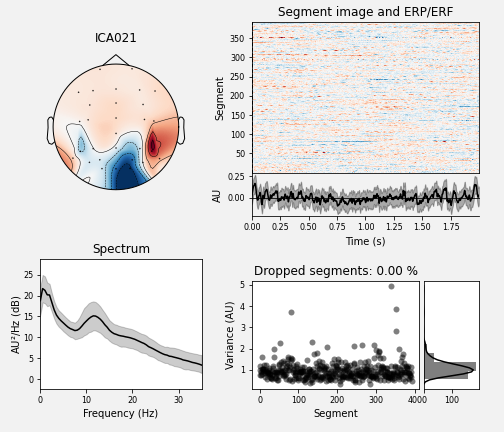 ICA021
Segment image and ERP/ERF
350
300
250
200
150
100
50
Segment
0.25
0.00
AU
0.00 0.25 0.50 0.75 1.00 1.25 1.50 1.75
Time (s)
Spectrum
25
20
15
10
5
0
AU²/Hz (dB)
0 10 20 30
Frequency (Hz)
Dropped segments: 0.00 %
5
4
3
2
1
Variance (AU)
0 100 200 300 400
Segment
100